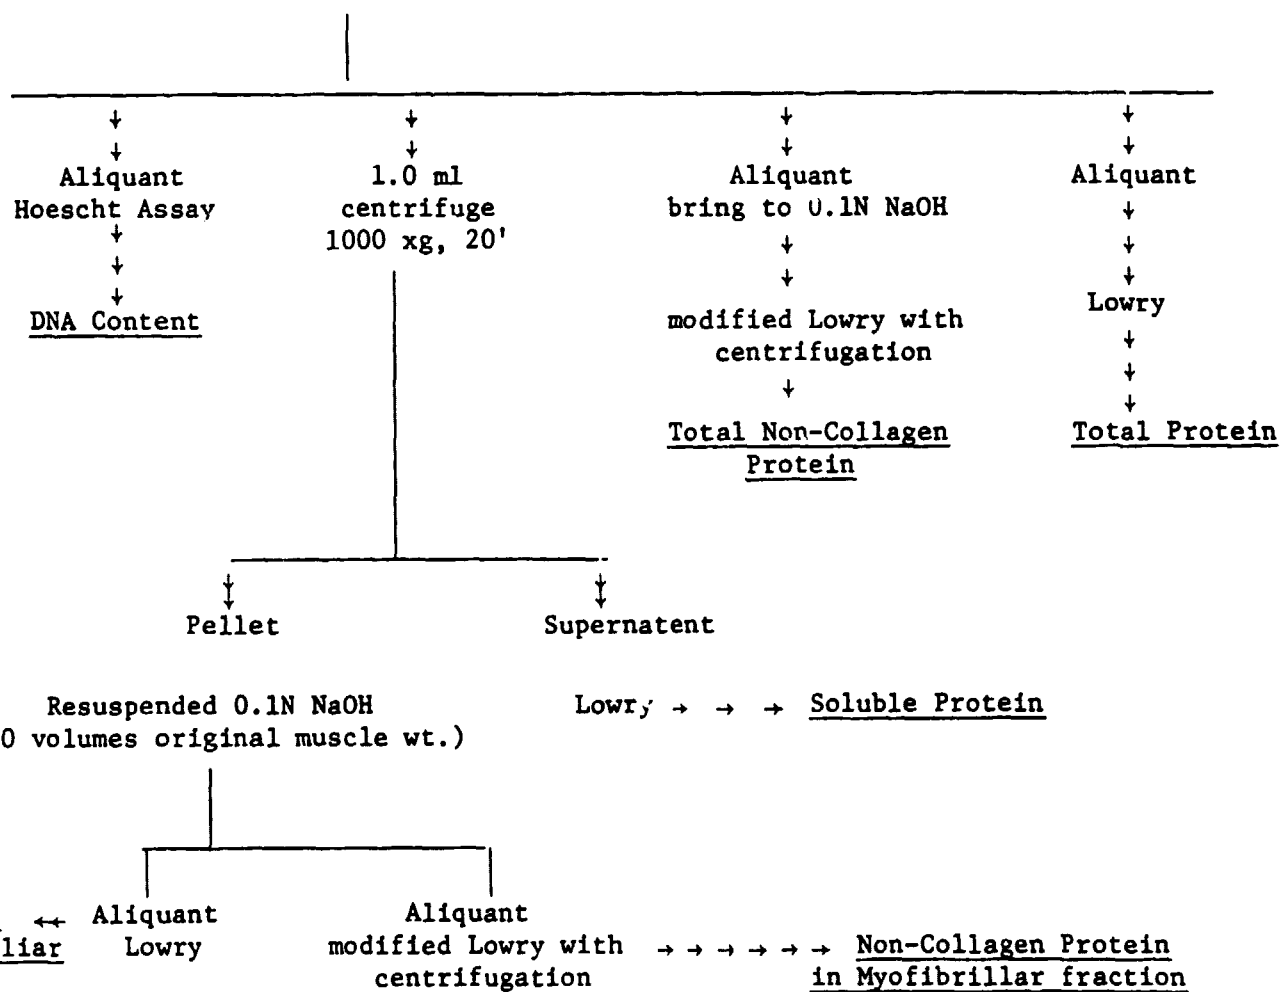 Aliquant
Hoescht Assay
DNA Content
1.0 ml
centrifuge
1000 xg, 20'
Aliquant
bring to 0.1N NaOH
modified Lowry with
centrifugation
Total Non-Collagen
Protein
Aliquant
Lowry
Total Protein
Pellet
Supernatent
Resuspended 0.1N NaOH
0 volumes original muscle wt.)
Lowry → → → Soluble Protein
Aliquant
Lowry
liar
Aliquant
modified Lowry with
centrifugation
→ → → → → → Non-Collagen Protein
in Myofibrillar fraction